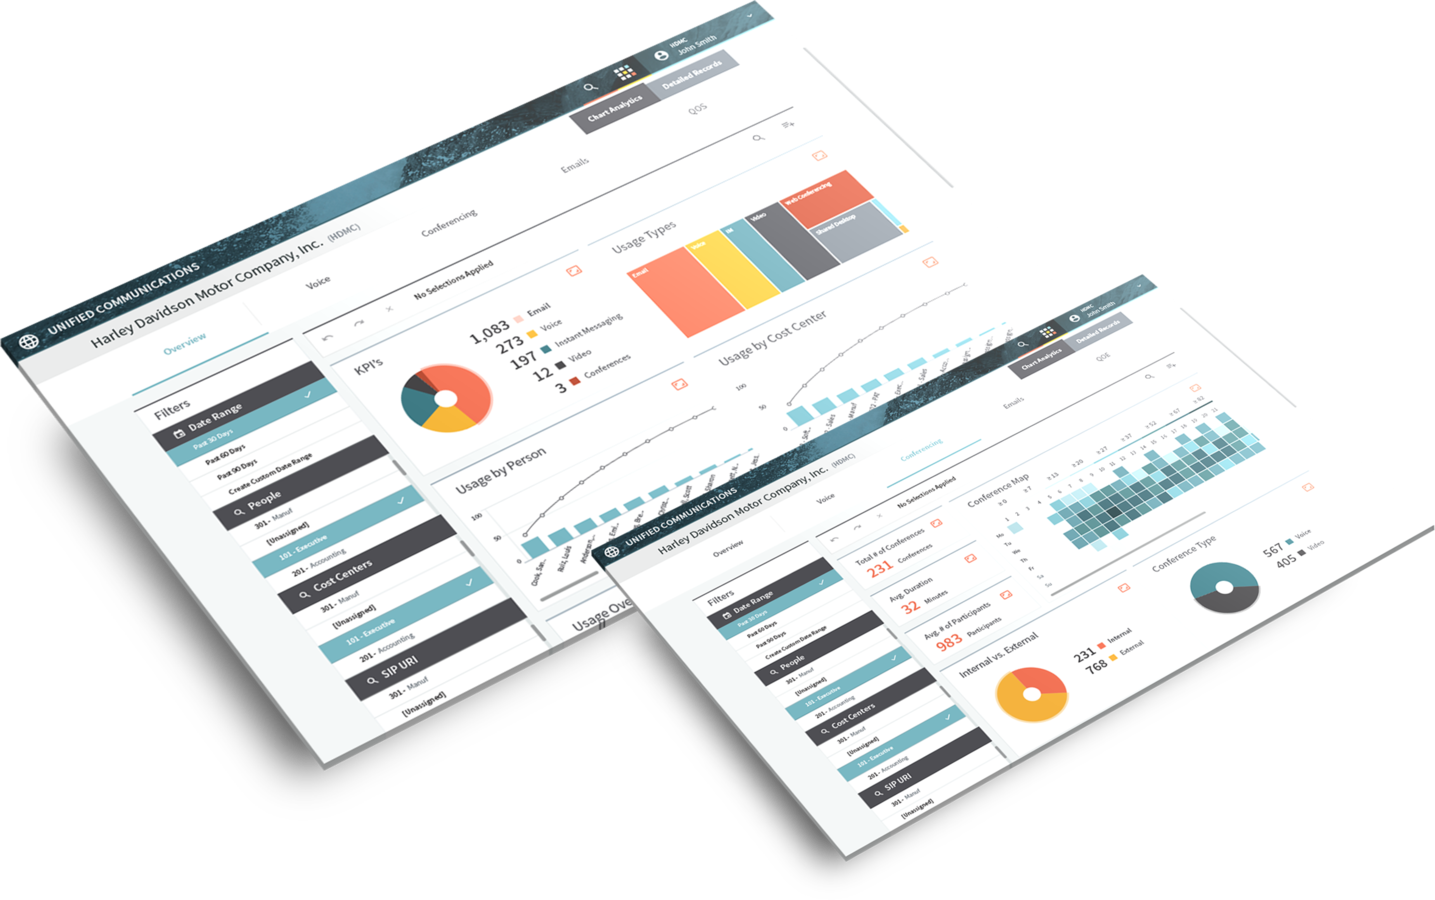 HDMC
John Smith
UNIFIED COMMUNICATIONS
Chart Analytics
Detailed Records
Harley Davidson Motor Company, Inc. (HDMC)
Overview
Voice
Conferencing
Emails
QOS
No Selections Applied
Filters
Date Range
Past 30 Days
Past 60 Days
Past 90 Days
Create Custom Date Range
People
301 - Manuf
[Unassigned]
101 - Executive
201 - Accounting
Cost Centers
301 - Manuf
[Unassigned]
101 - Executive
201 - Accounting
SIP URI
301 - Manuf
[Unassigned]
KPI's
1,083 Email
273 Voice
197 Instant Messaging
12 Video
3 Conferences
Usage Types
Email
Voice
IM
Video
Web Conferencing
Shared Desktop
Usage by Person
100
50
0
Usage by Cost Center
100
50
0
Usage Ove
HDMC
John Smith
UNIFIED COMMUNICATIONS
Chart Analytics
Detailed Records
Harley Davidson Motor Company, Inc. (HDMC)
Overview
Voice
Conferencing
Emails
QOE
No Selections Applied
Filters
Date Range
Past 30 Days
Past 60 Days
Past 90 Days
Create Custom Date Range
People
301 - Manuf
[Unassigned]
101 - Executive
201 - Accounting
Cost Centers
301 - Manuf
[Unassigned]
101 - Executive
201 - Accounting
SIP URI
301 - Manuf
[Unassigned]
Total # of Conferences
231 Conferences
Avg. Duration
32 Minutes
Avg. # of Participants
983 Participants
Conference Map
Mo
Tu
We
Th
Fr
Sa
Su
Conference Type
567 Voice
405 Video
Internal vs. External
231 Internal
768 External